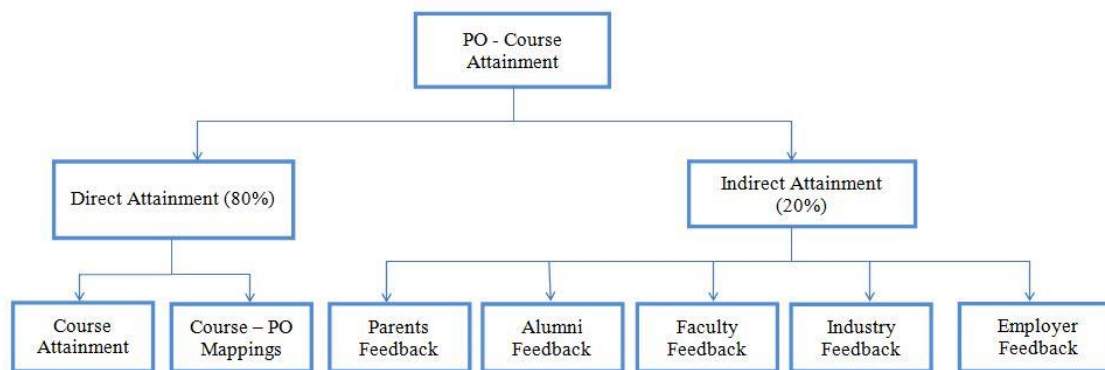 PO - Course
Attainment
Direct Attainment (80%)
Indirect Attainment
(20%)
Course
Attainment
Course – PO
Mappings
Parents
Feedback
Alumni
Feedback
Faculty
Feedback
Industry
Feedback
Employer
Feedback